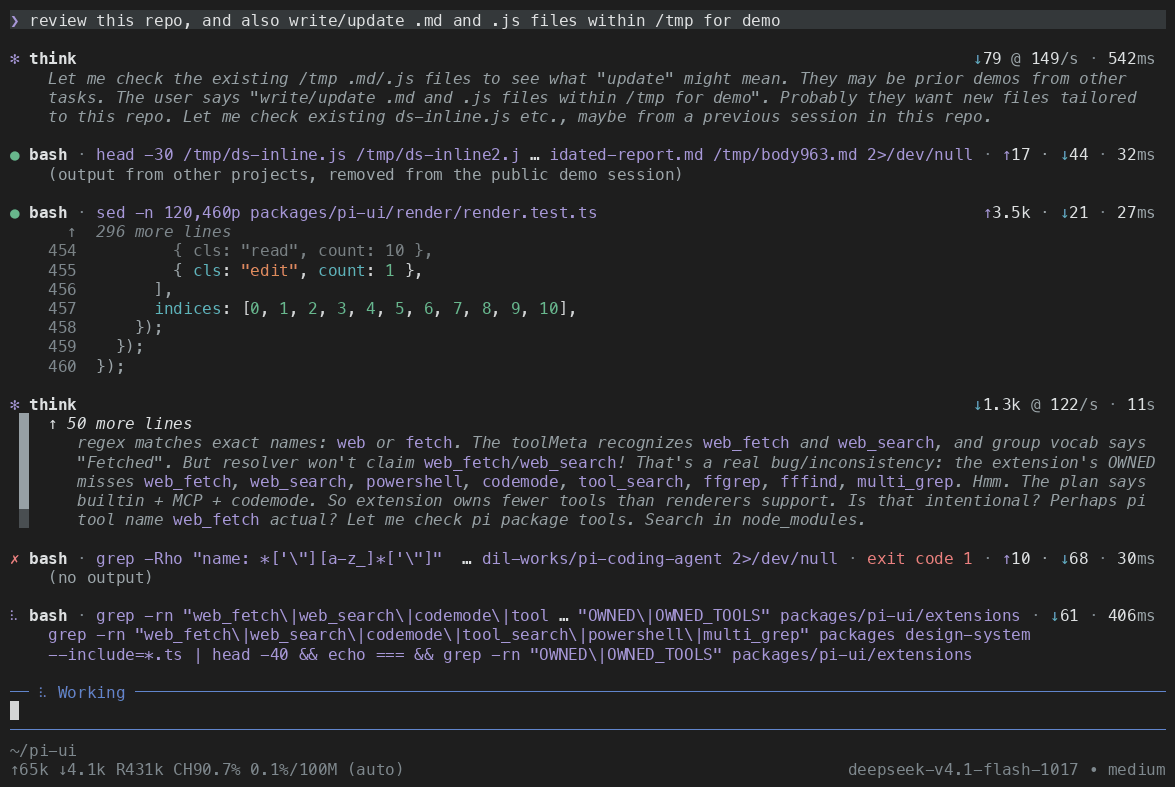 ❯ review this repo, and also write/update .md and .js files within /tmp for demo
✻ think ↓79 @ 149/s · 542ms
Let me check the existing /tmp .md/.js files to see what "update" might mean. They may be prior demos from other
tasks. The user says "write/update .md and .js files within /tmp for demo". Probably they want new files tailored
to this repo. Let me check existing ds-inline.js etc., maybe from a previous session in this repo.
● bash · head -30 /tmp/ds-inline.js /tmp/ds-inline2.j … idated-report.md /tmp/body963.md 2>/dev/null · ↑17 · ↓44 · 32ms
(output from other projects, removed from the public demo session)
● bash · sed -n 120,460p packages/pi-ui/render/render.test.ts ↑3.5k · ↓21 · 27ms
↑ 296 more lines
454 { cls: "read", count: 10 },
455 { cls: "edit", count: 1 },
456 ],
457 indices: [0, 1, 2, 3, 4, 5, 6, 7, 8, 9, 10],
458 });
459 });
460 });
✻ think ↓1.3k @ 122/s · 11s
↑ 50 more lines
regex matches exact names: web or fetch. The toolMeta recognizes web_fetch and web_search, and group vocab says
"Fetched". But resolver won't claim web_fetch/web_search! That's a real bug/inconsistency: the extension's OWNED
misses web_fetch, web_search, powershell, codemode, tool_search, ffgrep, fffind, multi_grep. Hmm. The plan says
builtin + MCP + codemode. So extension owns fewer tools than renderers support. Is that intentional? Perhaps pi
tool name web_fetch actual? Let me check pi package tools. Search in node_modules.
✗ bash · grep -Rho "name: *['\"][a-z_]*['\"]" … dil-works/pi-coding-agent 2>/dev/null · exit code 1 · ↑10 · ↓68 · 30ms
(no output)
⠧ bash · grep -rn "web_fetch\|web_search\|codemode\|tool … "OWNED\|OWNED_TOOLS" packages/pi-ui/extensions · ↓61 · 406ms
grep -rn "web_fetch\|web_search\|codemode\|tool_search\|powershell\|multi_grep" packages design-system
--include=*.ts | head -40 && echo === && grep -rn "OWNED\|OWNED_TOOLS" packages/pi-ui/extensions
⠧ Working
~/pi-ui
↑65k ↓4.1k R431k CH90.7% 0.1%/100M (auto) deepseek-v4.1-flash-1017 • medium